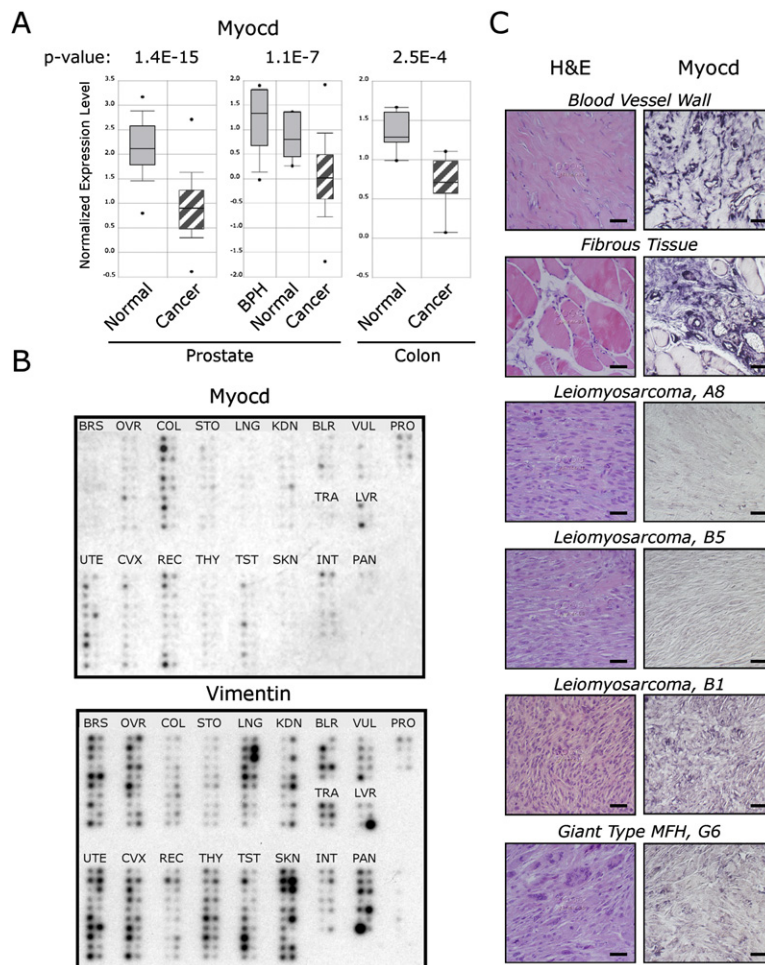 A
Myocd
p-value: 1.4E-15 1.1E-7 2.5E-4
Normalized Expression Level
3.5 3.0 2.5 2.0 1.5 1.0 0.5 0.0 -0.5
2.0 1.5 1.0 0.5 0.0 -0.5 -1.0 -1.5 -2.0
2.0 1.5 1.0 0.5 0.0 -0.5
Normal Cancer BPH Normal Cancer Normal Cancer
Prostate Colon
B
Myocd
BRS OVR COL STO LNG KDN BLR VUL PRO
TRA LVR
UTE CVX REC THY TST SKN INT PAN
Vimentin
BRS OVR COL STO LNG KDN BLR VUL PRO
TRA LVR
UTE CVX REC THY TST SKN INT PAN
C
H&E Myocd
Blood Vessel Wall
Fibrous Tissue
Leiomyosarcoma, A8
Leiomyosarcoma, B5
Leiomyosarcoma, B1
Giant Type MFH, G6